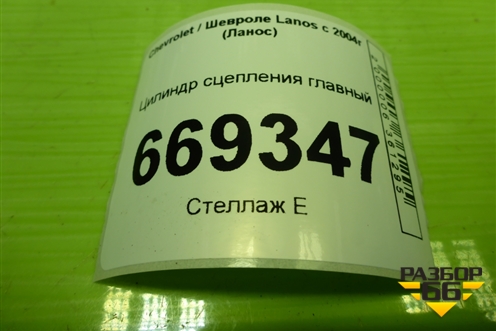 Chevrolet / Шевроле Lanos с 2004г
(Ланос)
Цилиндр сцепления главный
669347
Стеллаж Е
РАЗБОР
66